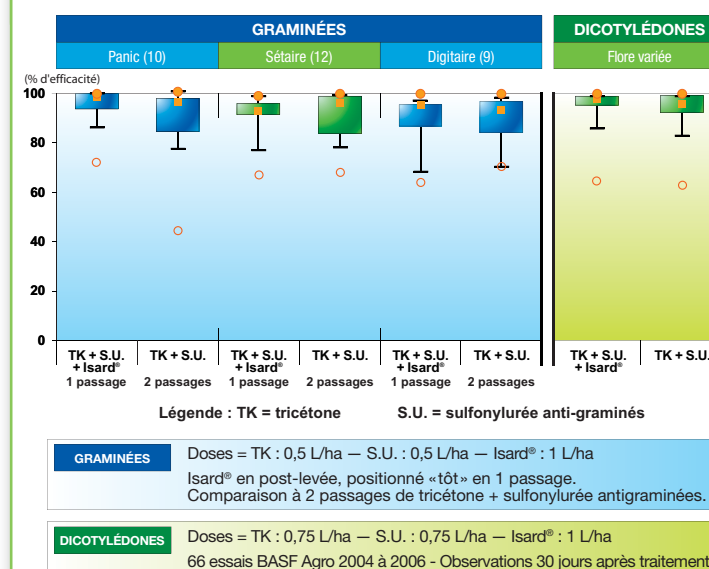 GRAMINÉES
DICOTYLÉDONES
Panic (10)
Sétaire (12)
Digitaire (9)
Flore variée
(% d'efficacité)
100
80
60
40
20
0
TK + S.U. + Isard® 1 passage
TK + S.U. 2 passages
TK + S.U. + Isard® 1 passage
TK + S.U. 2 passages
TK + S.U. + Isard® 1 passage
TK + S.U. 2 passages
TK + S.U. + Isard®
TK + S.U.
Légende : TK = tricétone S.U. = sulfonylurée anti-graminés
GRAMINÉES
Doses = TK : 0,5 L/ha — S.U. : 0,5 L/ha — Isard® : 1 L/ha
Isard® en post-levée, positionné «tôt» en 1 passage.
Comparaison à 2 passages de tricétone + sulfonylurée antigraminées.
DICOTYLÉDONES
Doses = TK : 0,75 L/ha — S.U. : 0,75 L/ha — Isard® : 1 L/ha
66 essais BASF Agro 2004 à 2006 - Observations 30 jours après traitement